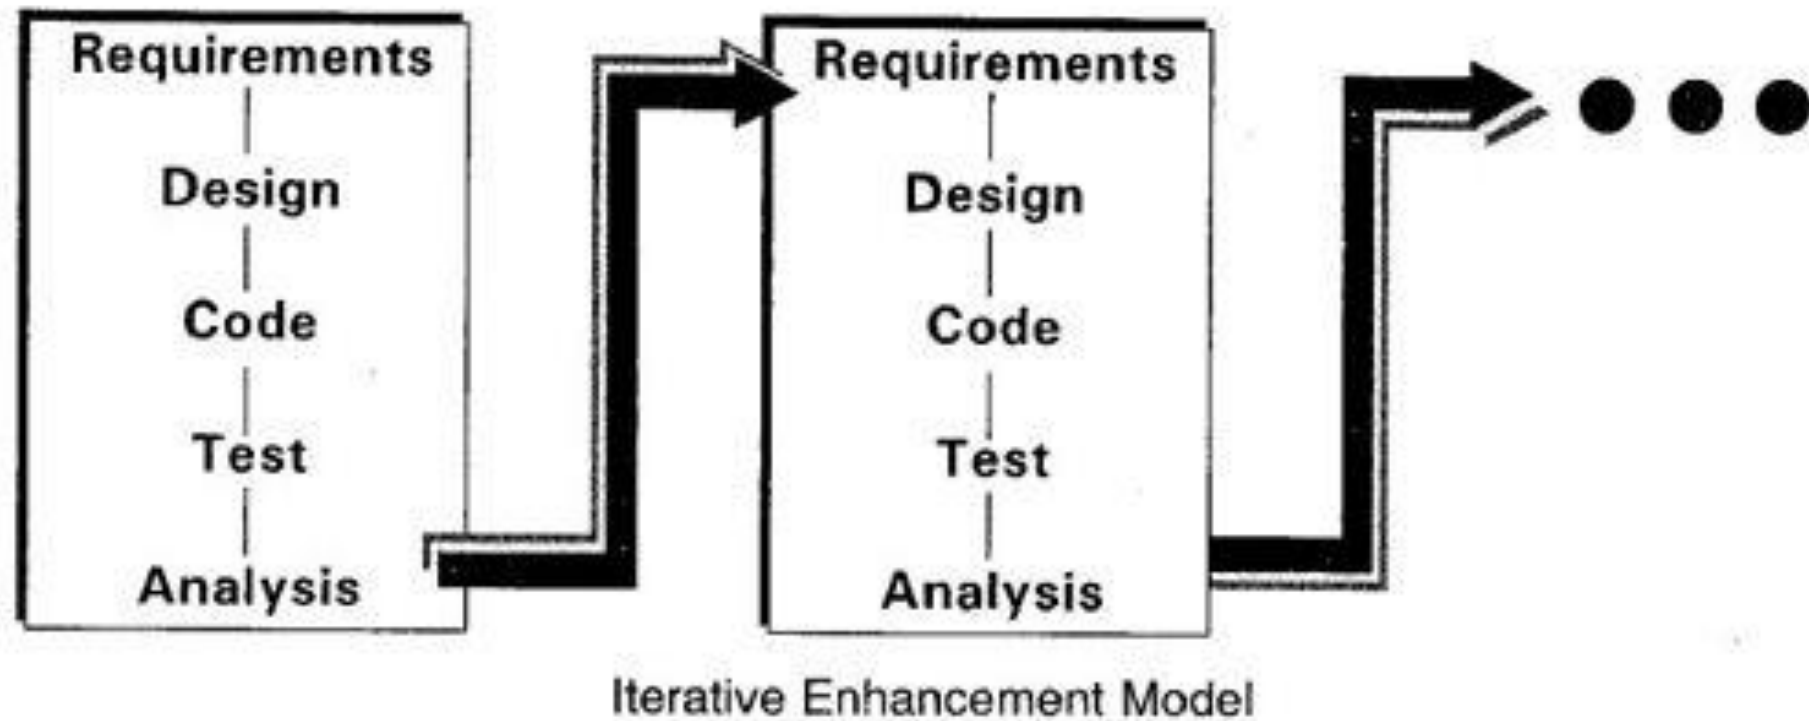 Requirements
Design
Code
Test
Analysis
Requirements
Design
Code
Test
Analysis
Iterative Enhancement Model